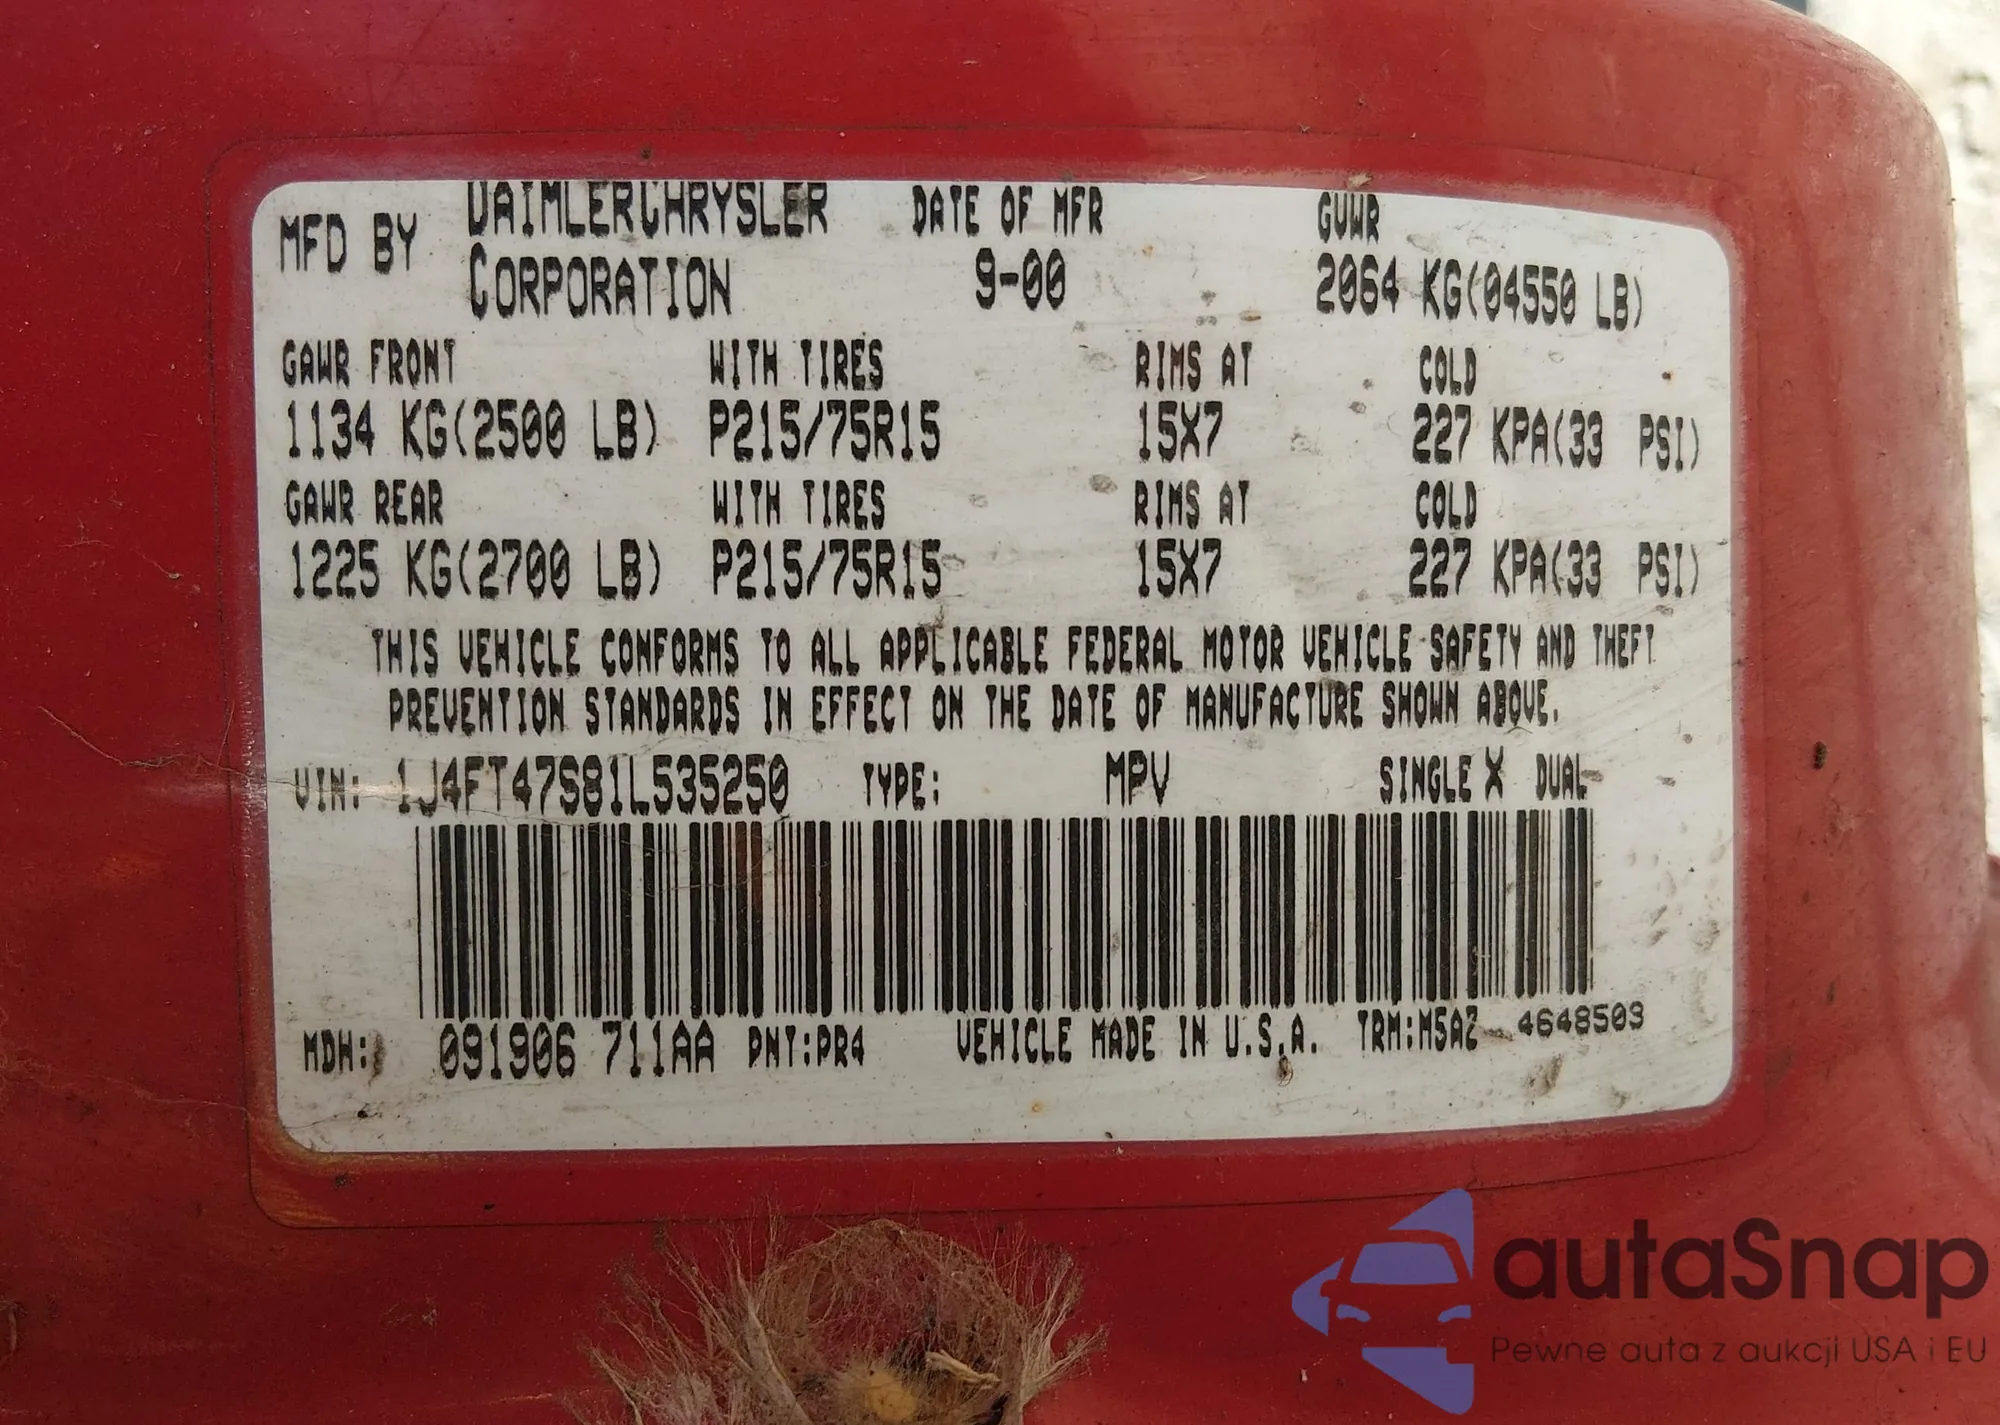 MFD BY DAIMLERCHRYSLER CORPORATION DATE OF MFR 9-00 GVWR 2064 KG(04550 LB)
GAWR FRONT WITH TIRES RIMS AT COLD
1134 KG(2500 LB) P215/75R15 15X7 227 KPA(33 PSI)
GAWR REAR WITH TIRES RIMS AT COLD
1225 KG(2700 LB) P215/75R15 15X7 227 KPA(33 PSI)
THIS VEHICLE CONFORMS TO ALL APPLICABLE FEDERAL MOTOR VEHICLE SAFETY AND THEFT
PREVENTION STANDARDS IN EFFECT ON THE DATE OF MANUFACTURE SHOWN ABOVE.
VIN: 1J4FT47S81L535250 TYPE: MPV SINGLE X DUAL
MDH: 091906 711AA PNT:PR4 VEHICLE MADE IN U.S.A. TRM:M5AZ 4648503
autaSnap
Pewne auta z aukcji USA i EU